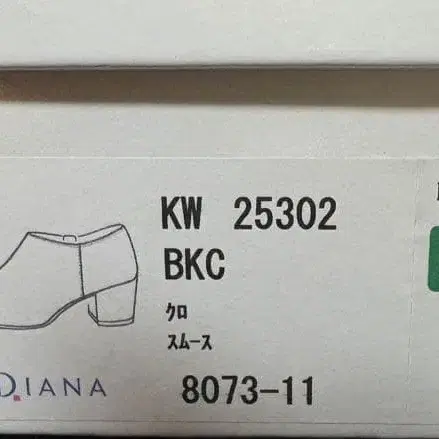 KW 25302
BKC
ｸﾛ
ｽﾑｰｽ
DIANA
8073-11